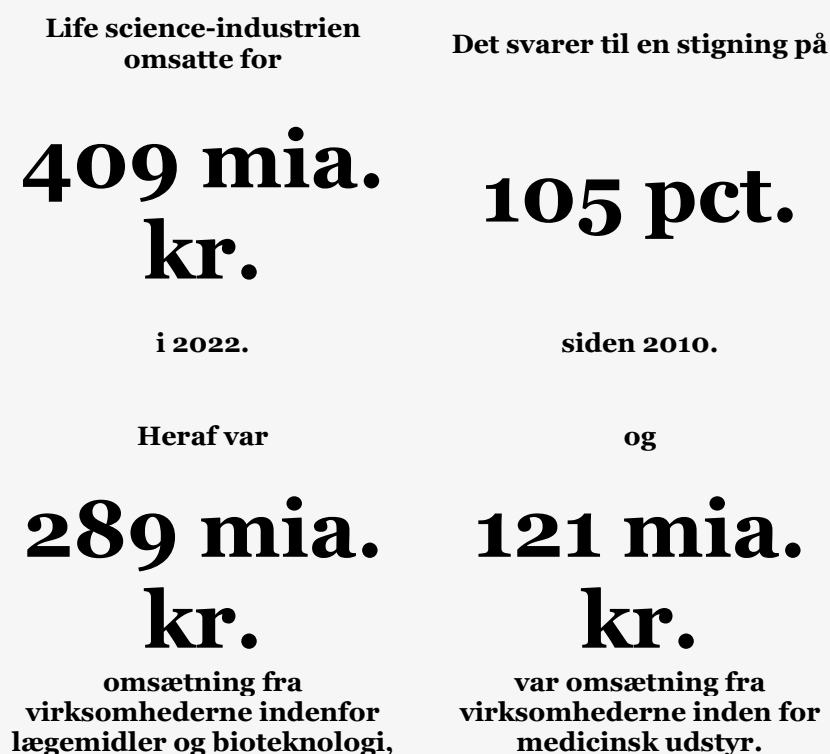 Life science-industrien
omsatte for
409 mia.
kr.
i 2022.
Det svarer til en stigning på
105 pct.
siden 2010.
Heraf var
289 mia.
kr.
omsætning fra
virksomhederne indenfor
lægemidler og bioteknologi,
og
121 mia.
kr.
var omsætning fra
virksomhederne inden for
medicinsk udstyr.